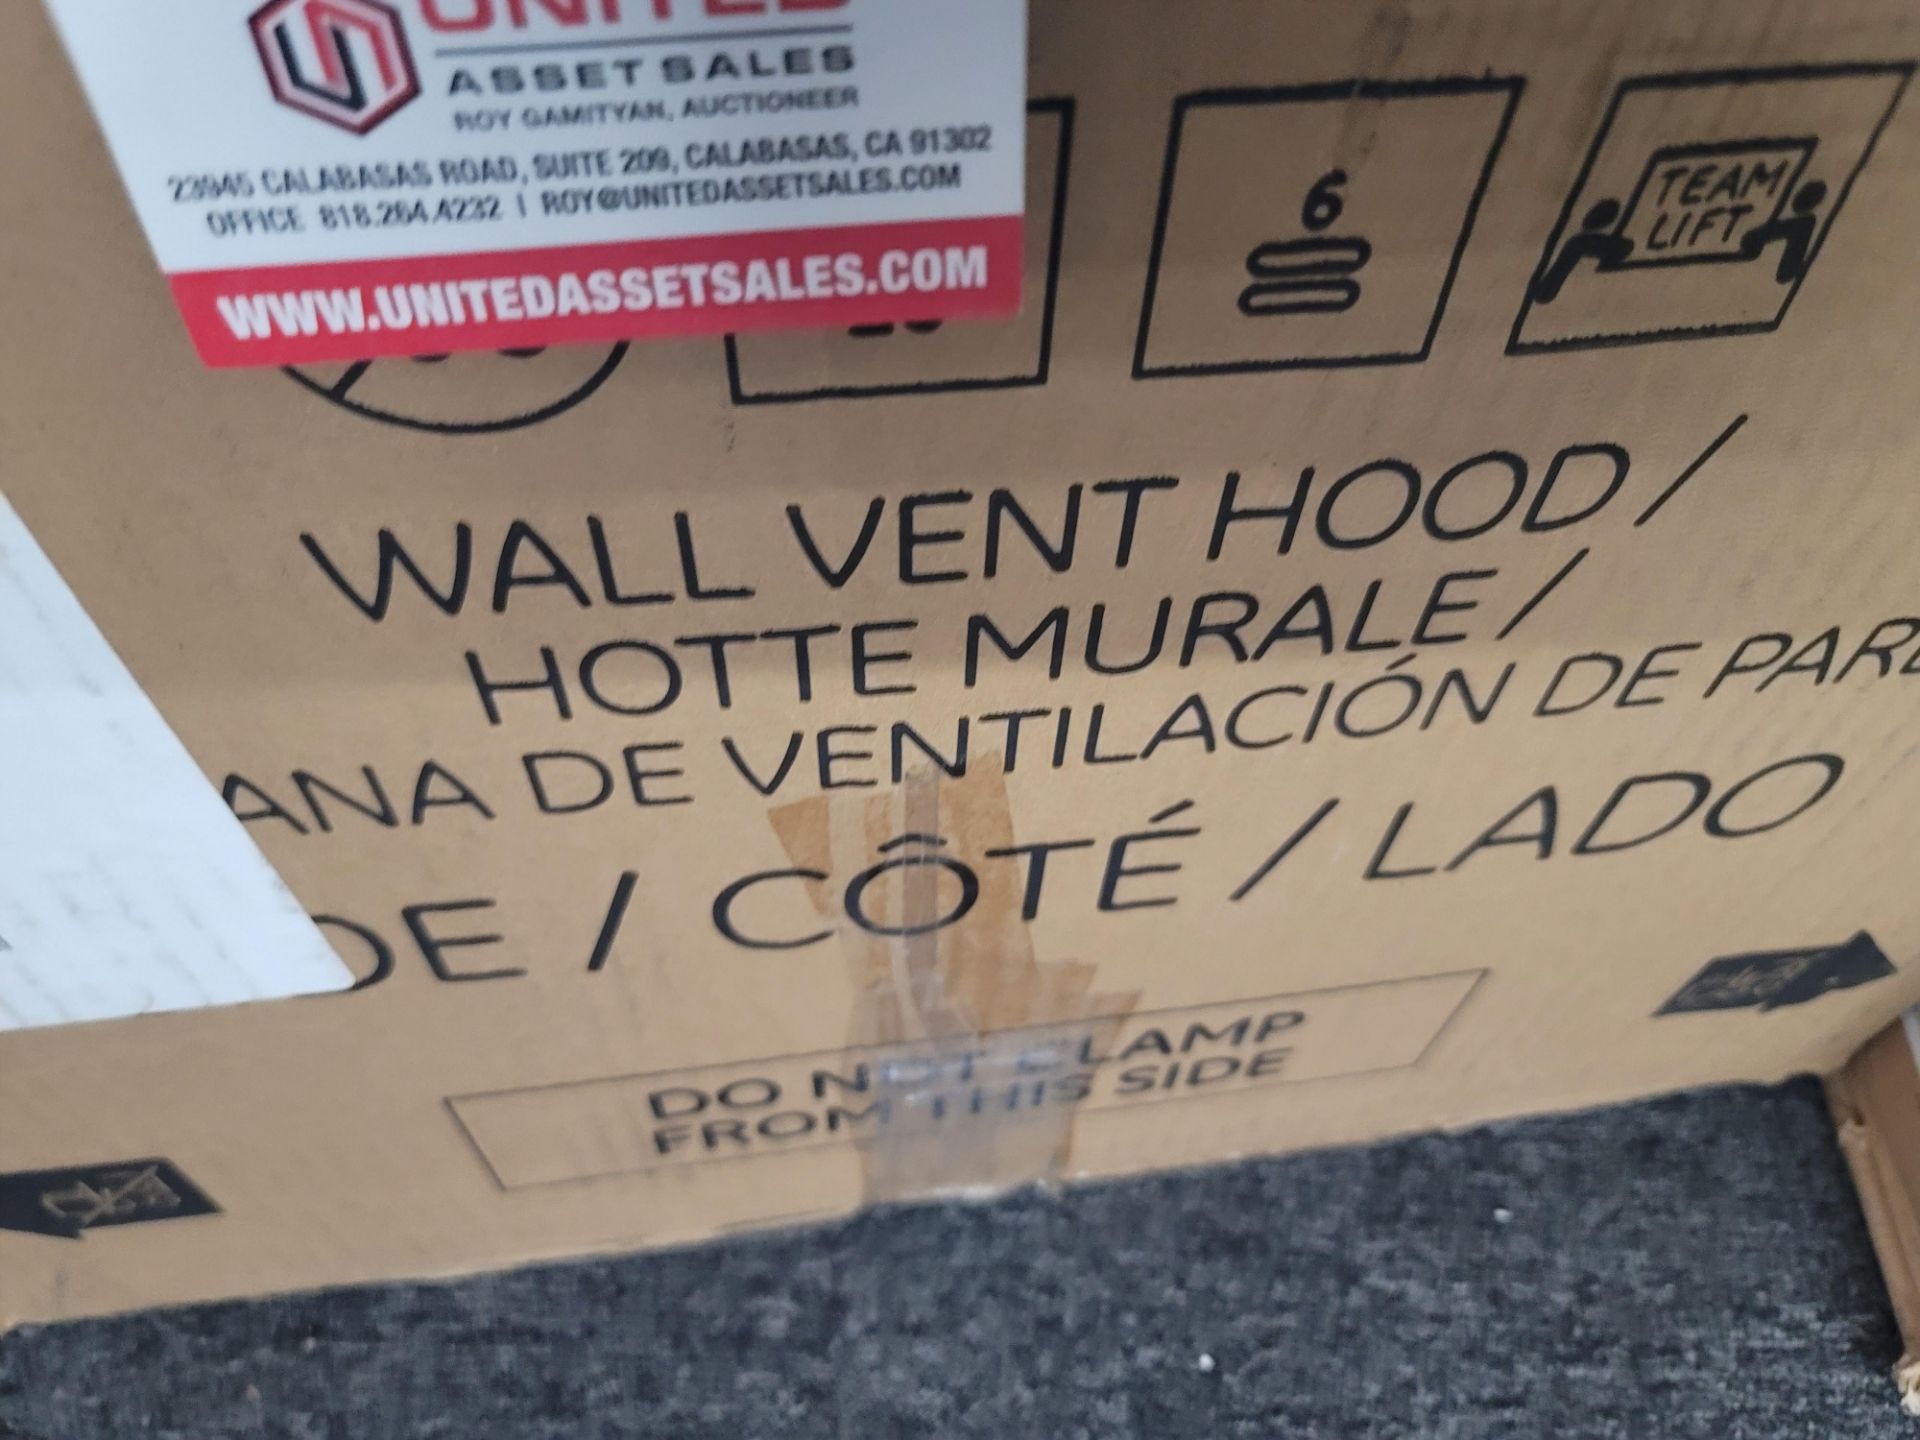 UNITED
ASSET SALES
ROY GAMITYAN, AUCTIONEER
23945 CALABASAS ROAD, SUITE 209, CALABASAS, CA 91302
OFFICE 818.264.4232 | ROY@UNITEDASSETSALES.COM
WWW.UNITEDASSETSALES.COM
6
TEAM
LIFT
WALL VENT HOOD /
HOTTE MURALE /
ANA DE VENTILACIÓN DE PARE
DE / CÔTÉ / LADO
DO NOT CLAMP
FROM THIS SIDE